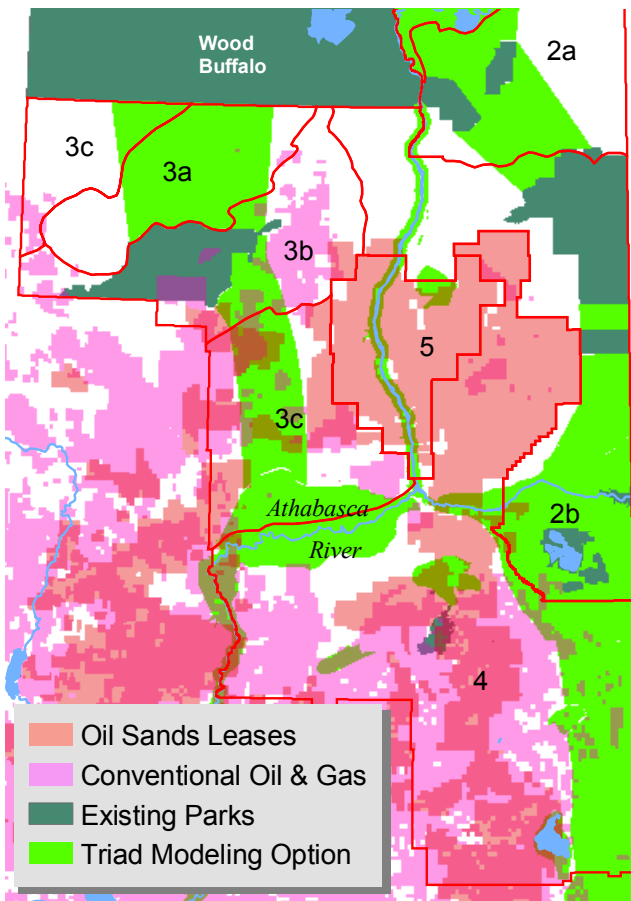 Wood
Buffalo
2a
3c
3a
3b
5
3c
Athabasca
River
2b
4
Oil Sands Leases
Conventional Oil & Gas
Existing Parks
Triad Modeling Option